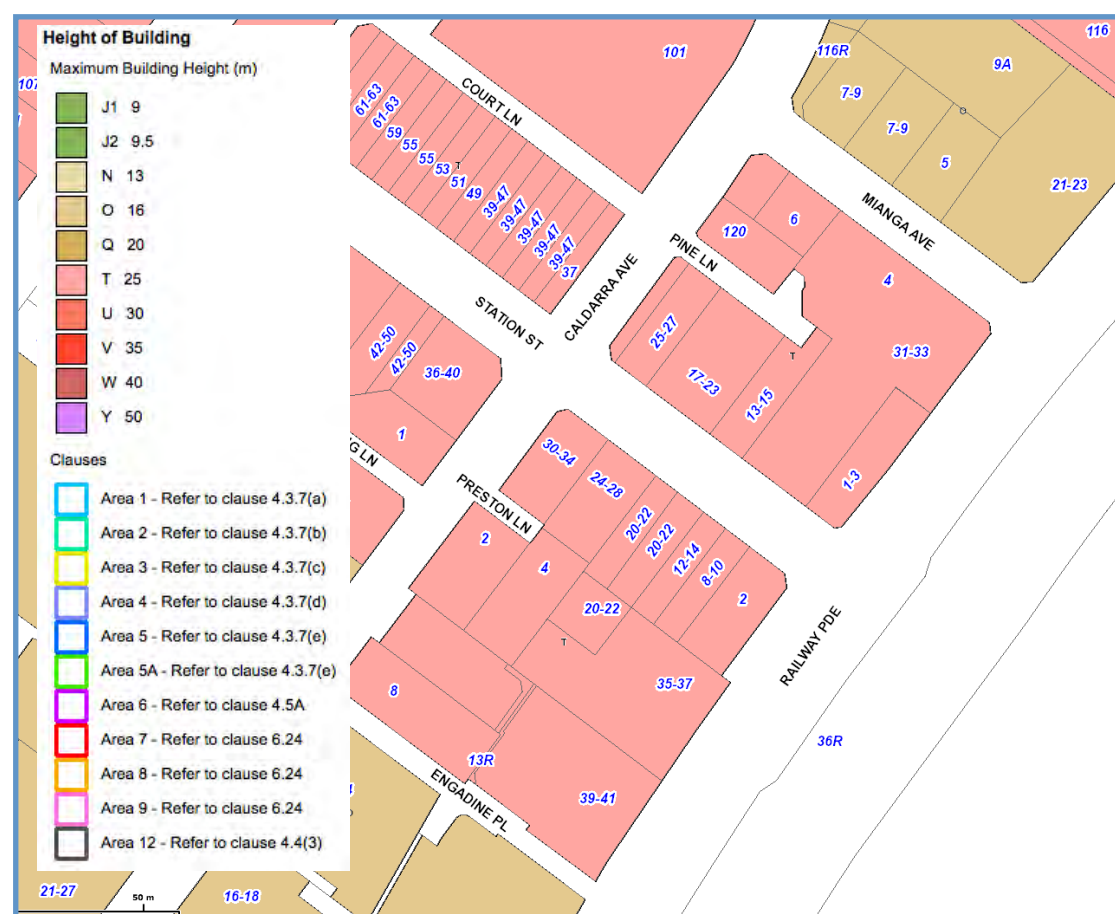 Height of Building
Maximum Building Height (m)
J1 9
J2 9.5
N 13
O 16
Q 20
T 25
U 30
V 35
W 40
Y 50
Clauses
Area 1 - Refer to clause 4.3.7(a)
Area 2 - Refer to clause 4.3.7(b)
Area 3 - Refer to clause 4.3.7(c)
Area 4 - Refer to clause 4.3.7(d)
Area 5 - Refer to clause 4.3.7(e)
Area 5A - Refer to clause 4.3.7(e)
Area 6 - Refer to clause 4.5A
Area 7 - Refer to clause 6.24
Area 8 - Refer to clause 6.24
Area 9 - Refer to clause 6.24
Area 12 - Refer to clause 4.4(3)
107
21-27
50 m
16-18
101
116
116R
9A
7-9
7-9
5
21-23
COURT LN
61-63
61-63
59
55
55
53
T
51
49
39-47
39-47
39-47
39-47
39-47
37
MIANGA AVE
6
120
PINE LN
4
31-33
CALDARRA AVE
STATION ST
25-27
17-23
13-15
T
1-3
42-50
42-50
36-40
1
LN
PRESTON LN
30-34
24-28
20-22
20-22
12-14
8-10
2
2
4
20-22
T
35-37
RAILWAY PDE
36R
8
13R
39-41
ENGADINE PL